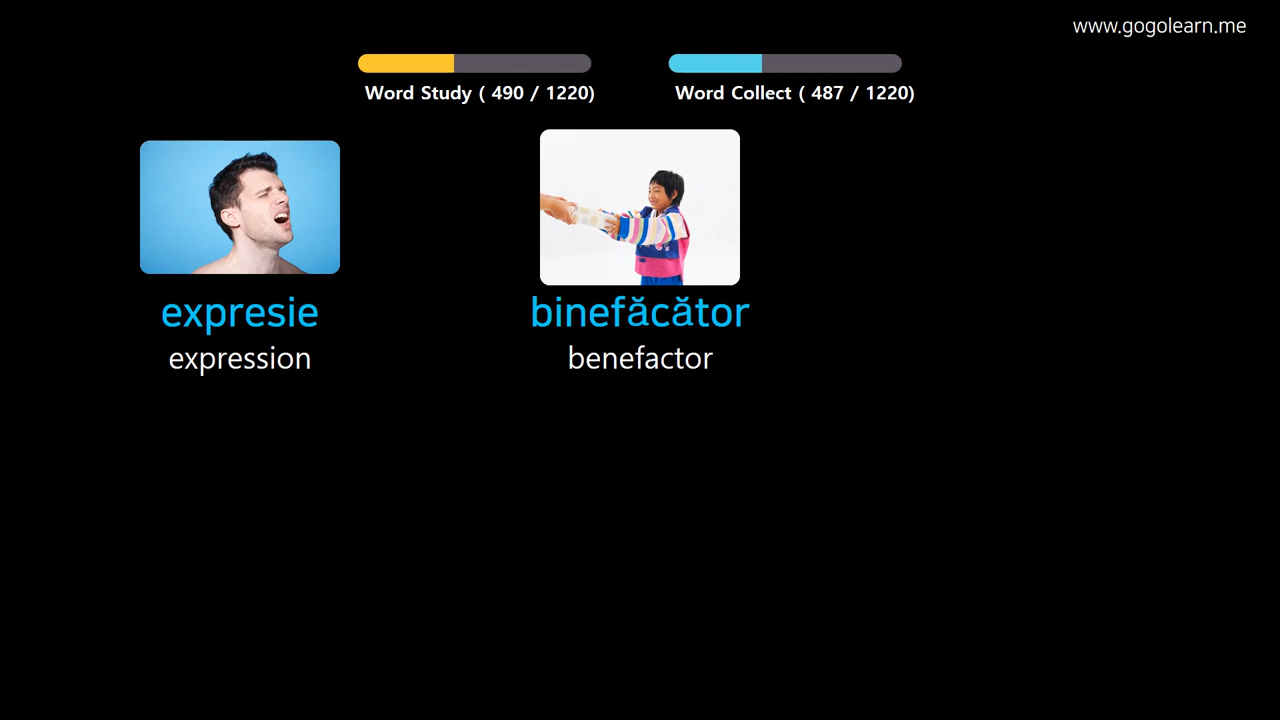 www.gogolearn.me
Word Study ( 490 / 1220)
Word Collect ( 487 / 1220)
expresie
expression
binefăcător
benefactor